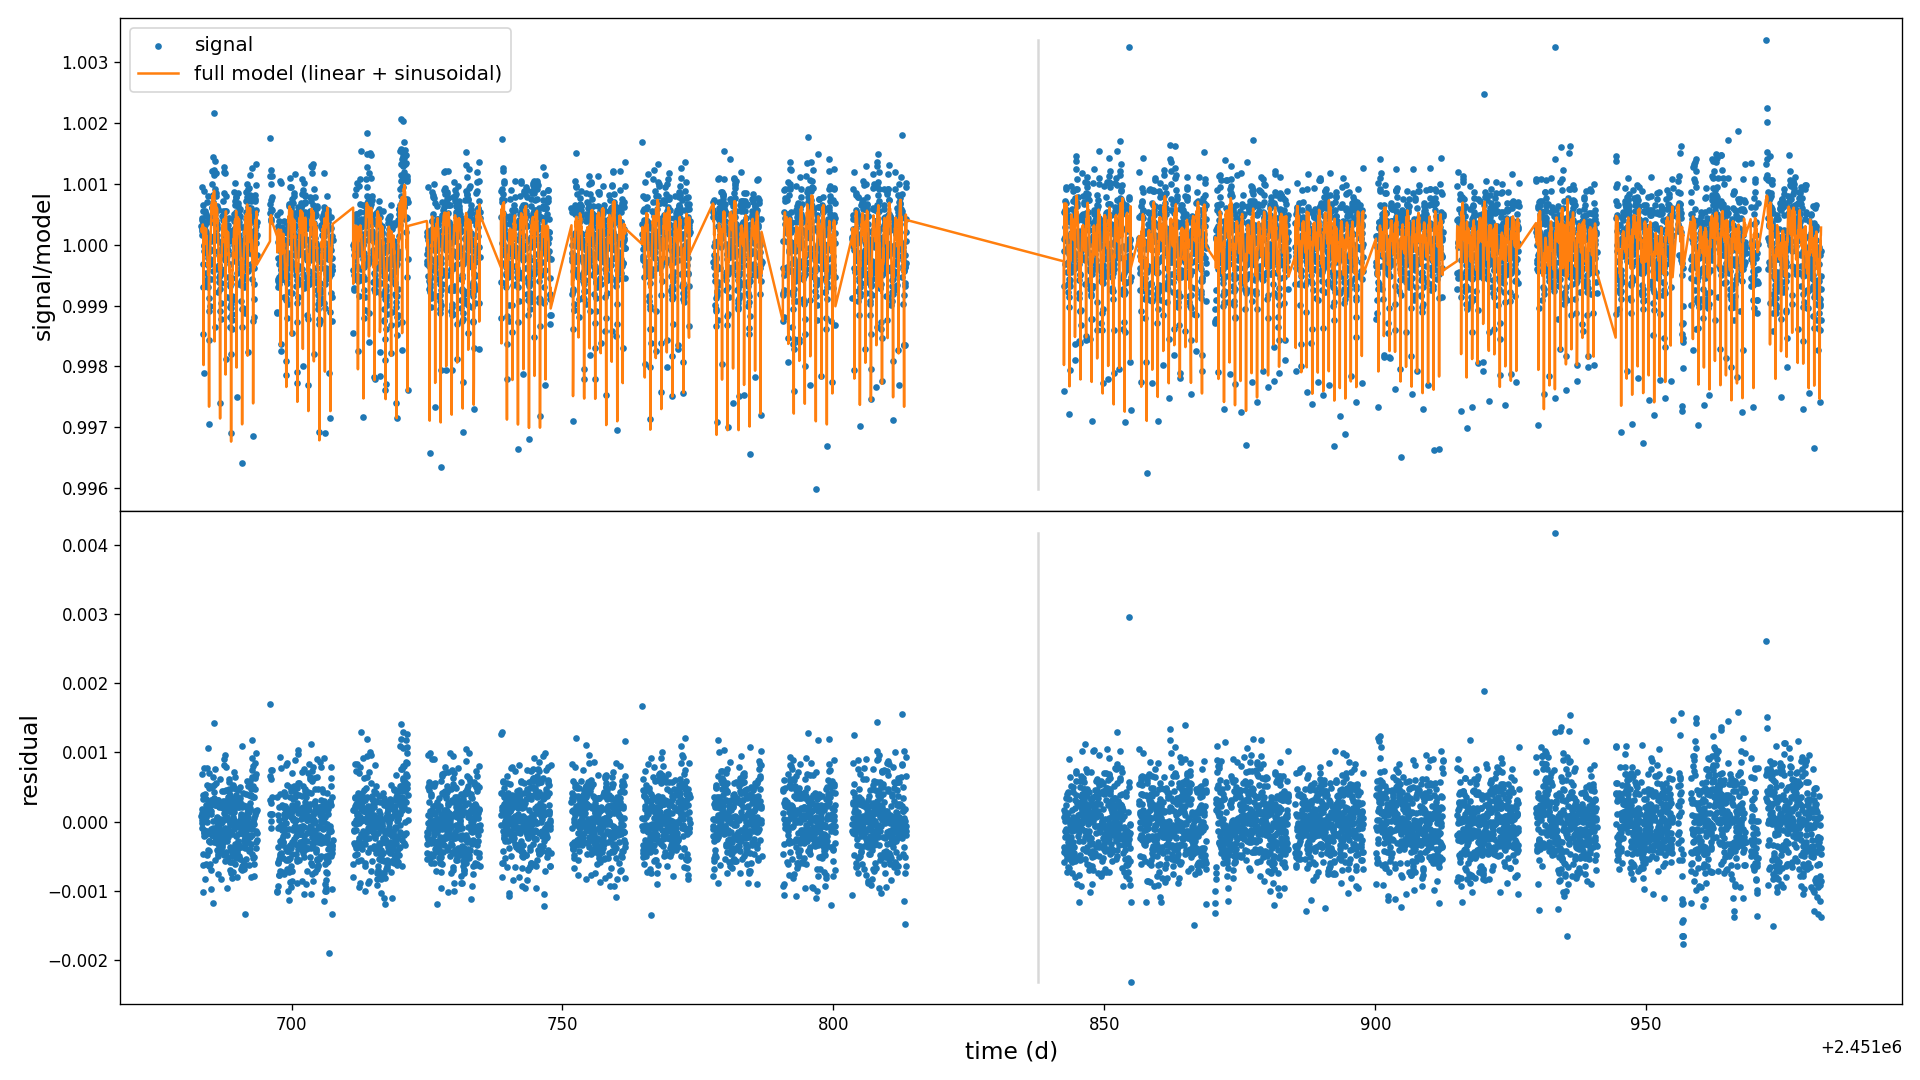 signal
full model (linear + sinusoidal)
signal/model
1.003
1.002
1.001
1.000
0.999
0.998
0.997
0.996
residual
0.004
0.003
0.002
0.001
0.000
−0.001
−0.002
700 750 800 850 900 950
time (d)
+2.451e6